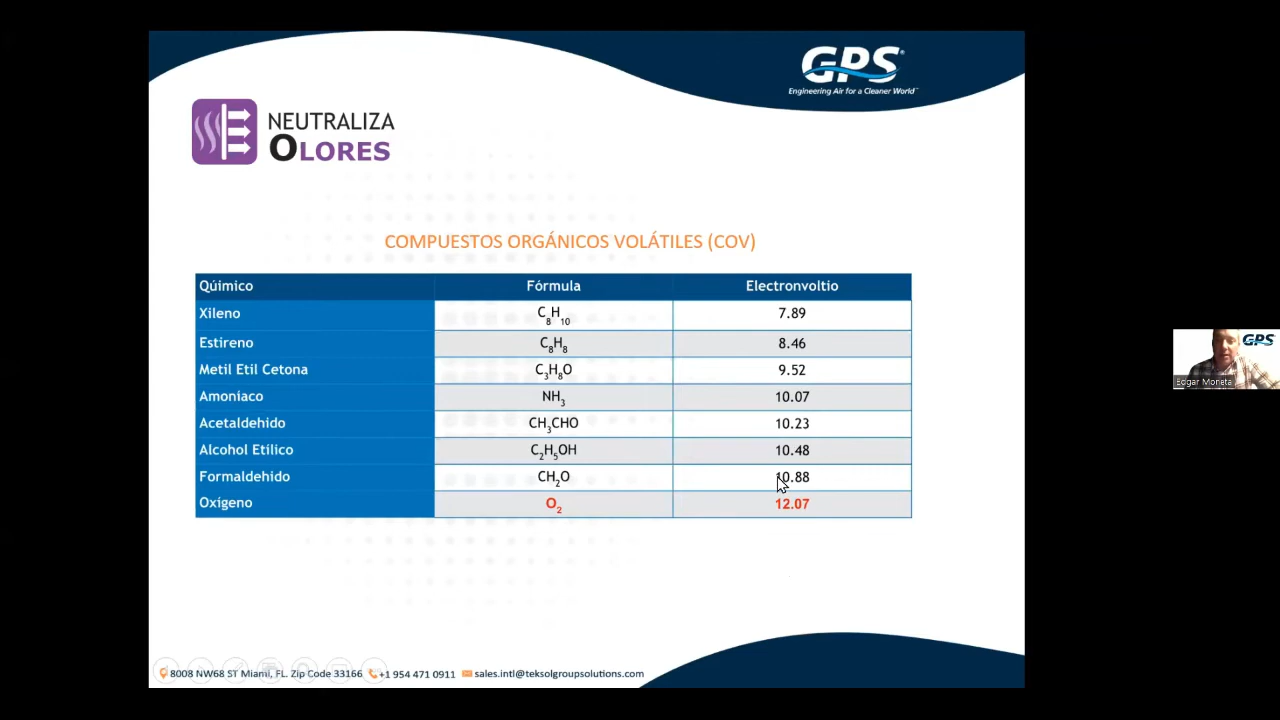 GPS®
Engineering Air for a Cleaner World™
NEUTRALIZA
OLORES
COMPUESTOS ORGÁNICOS VOLÁTILES (COV)
Qúimico Fórmula Electronvoltio
Xileno C8H10 7.89
Estireno C8H8 8.46
Metil Etil Cetona C3H8O 9.52
Amoniaco NH3 10.07
Acetaldehido CH3CHO 10.23
Alcohol Etílico C2H5OH 10.48
Formaldehido CH2O 10.88
Oxígeno O2 12.07
GPS
Edgar Moneta
8008 NW68 ST Miami, FL. Zip Code 33166 +1 954 471 0911 sales.intl@teksolgroupsolutions.com